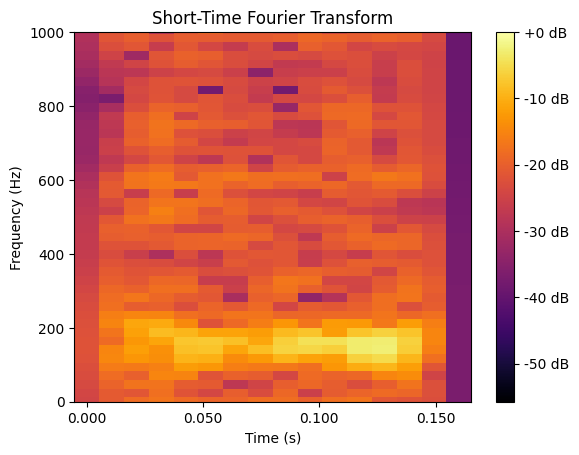 Short-Time Fourier Transform
1000
800
600
400
200
0
Frequency (Hz)
0.000
0.050
0.100
0.150
Time (s)
+0 dB
-10 dB
-20 dB
-30 dB
-40 dB
-50 dB